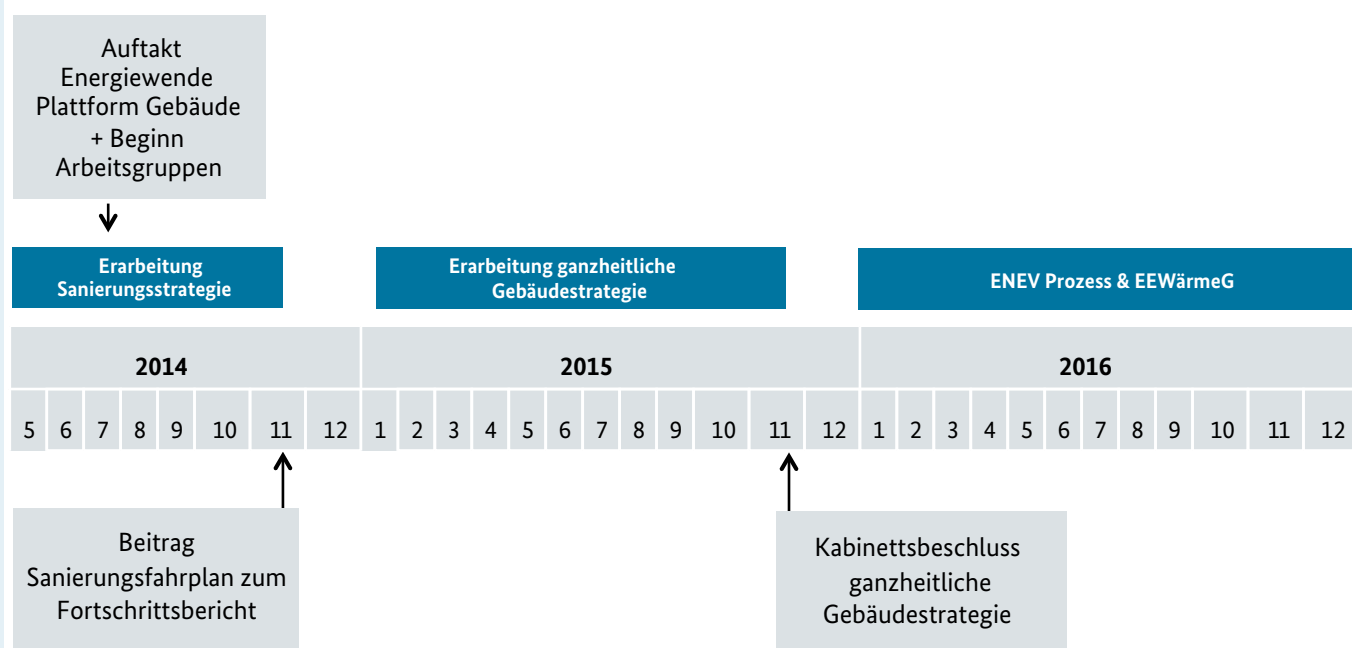 Auftakt
Energiewende
Plattform Gebäude
+ Beginn
Arbeitsgruppen
Erarbeitung
Sanierungsstrategie
Erarbeitung ganzheitliche
Gebäudestrategie
ENEV Prozess & EEWärmeG
2014 2015 2016
5 6 7 8 9 10 11 12 1 2 3 4 5 6 7 8 9 10 11 12 1 2 3 4 5 6 7 8 9 10 11 12
Beitrag
Sanierungsfahrplan zum
Fortschrittsbericht
Kabinettsbeschluss
ganzheitliche
Gebäudestrategie